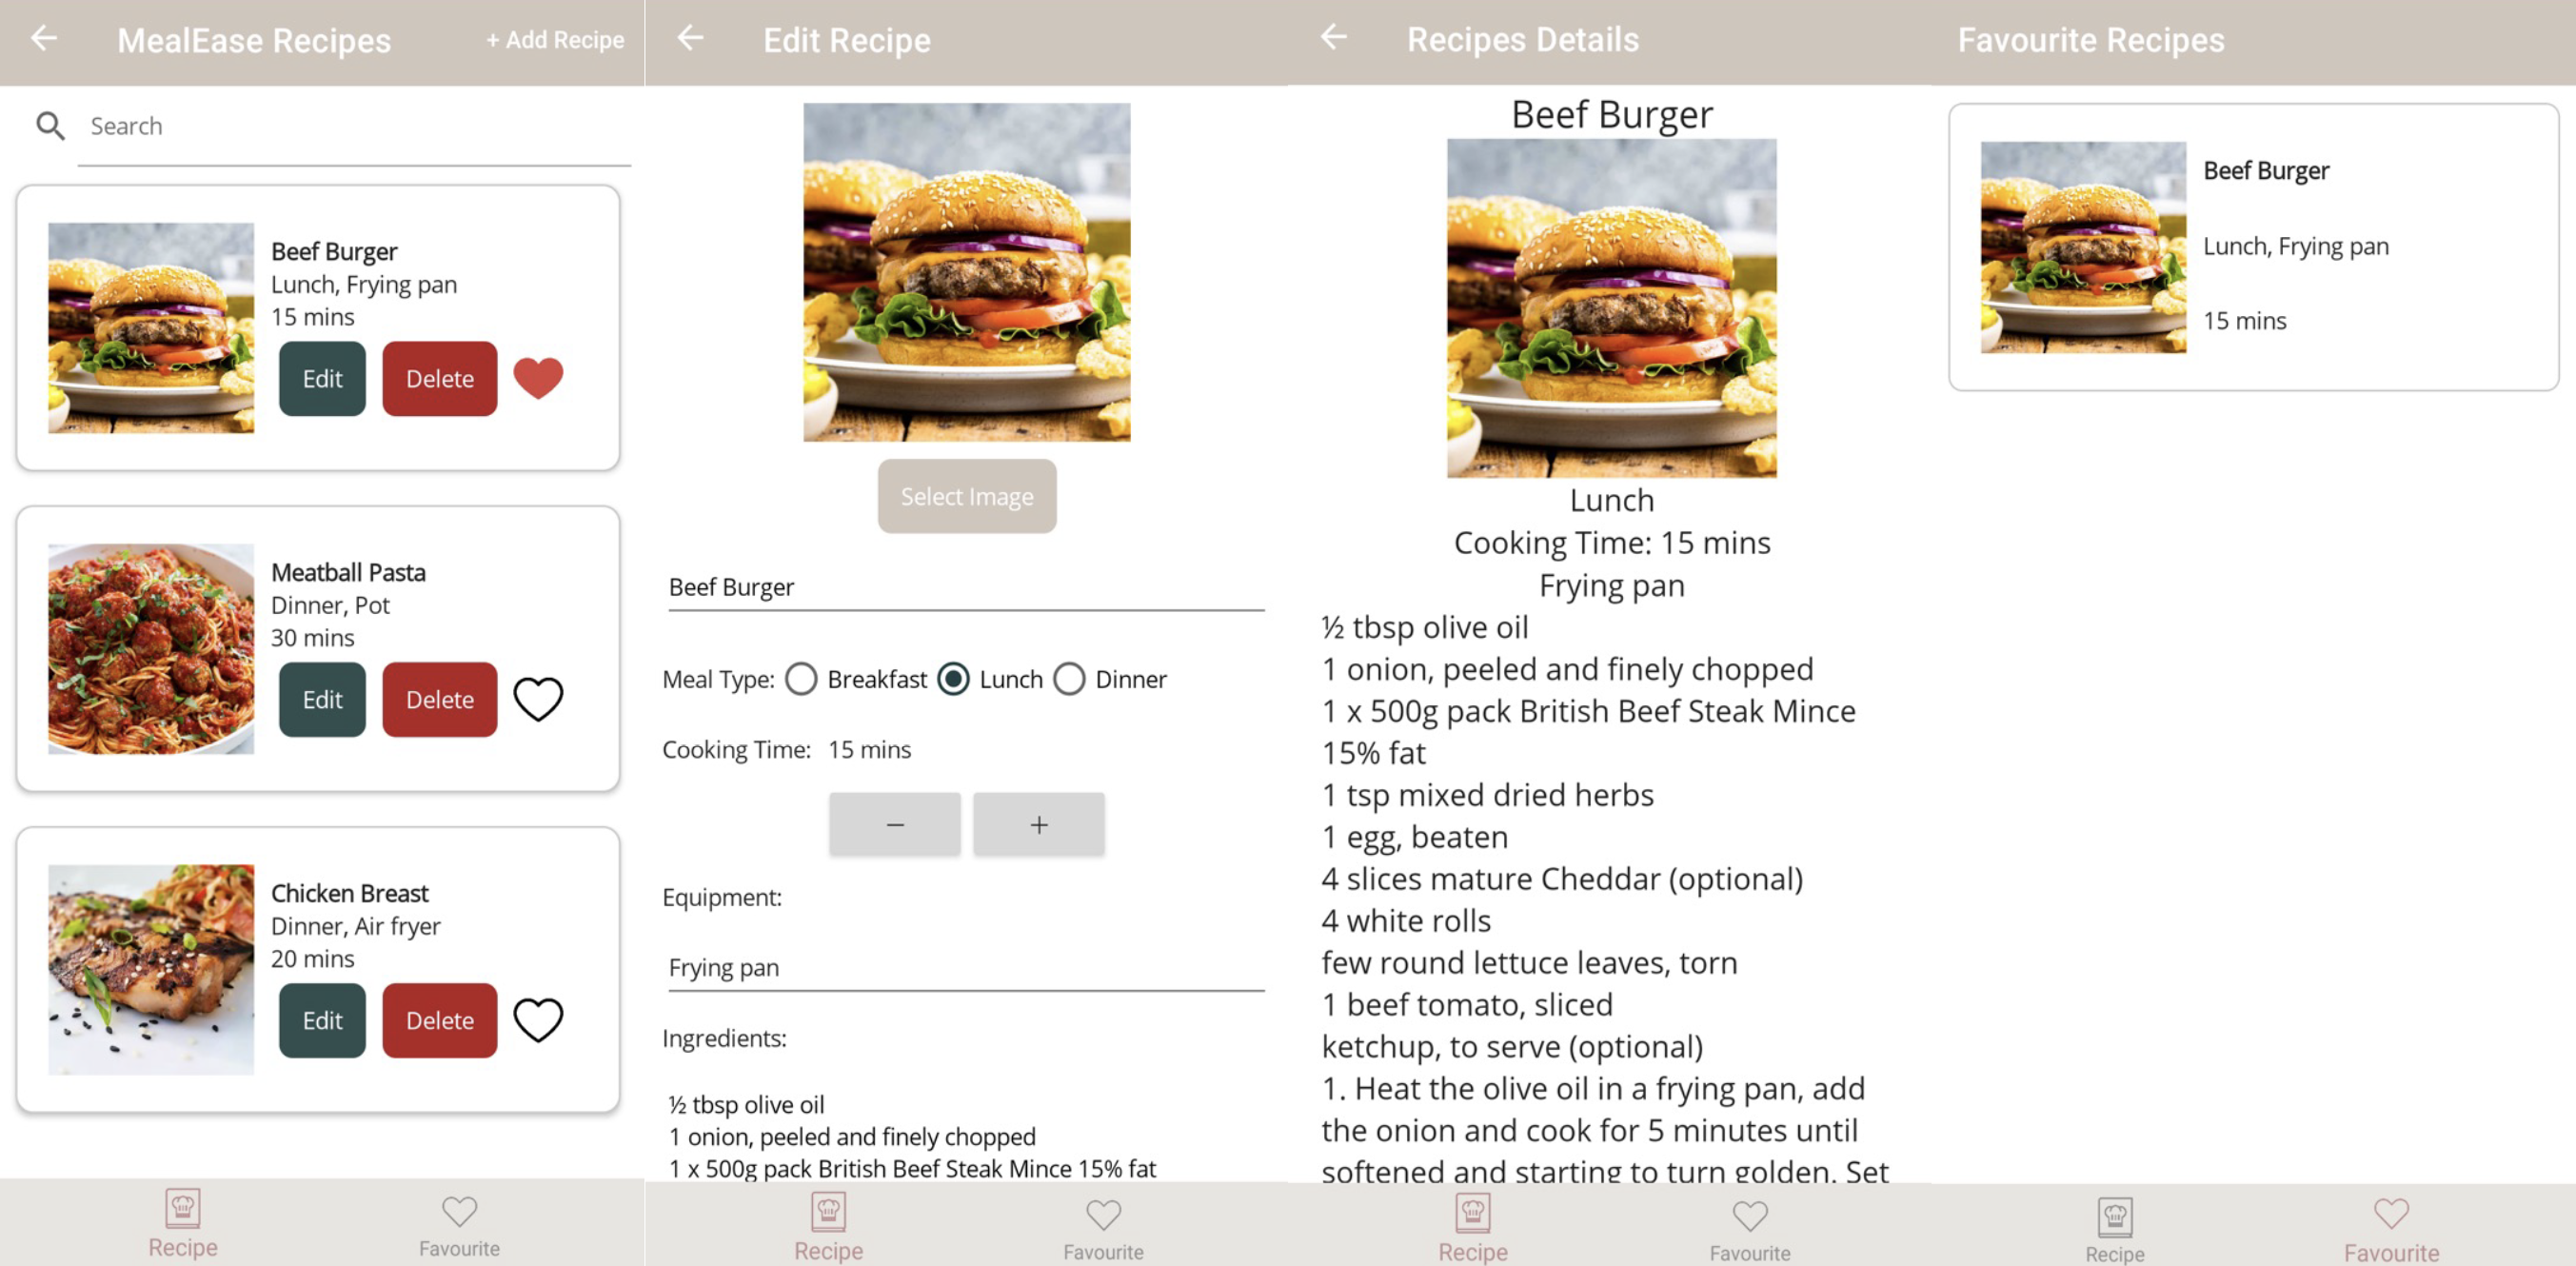 MealEase Recipes
+ Add Recipe
Search
Beef Burger
Lunch, Frying pan
15 mins
Edit
Delete
Meatball Pasta
Dinner, Pot
30 mins
Edit
Delete
Chicken Breast
Dinner, Air fryer
20 mins
Edit
Delete
Recipe
Favourite
Edit Recipe
Select Image
Beef Burger
Meal Type: Breakfast Lunch Dinner
Cooking Time: 15 mins
− +
Equipment:
Frying pan
Ingredients:
½ tbsp olive oil
1 onion, peeled and finely chopped
1 x 500g pack British Beef Steak Mince 15% fat
Recipe
Favourite
Recipes Details
Beef Burger
Lunch
Cooking Time: 15 mins
Frying pan
½ tbsp olive oil
1 onion, peeled and finely chopped
1 x 500g pack British Beef Steak Mince
15% fat
1 tsp mixed dried herbs
1 egg, beaten
4 slices mature Cheddar (optional)
4 white rolls
few round lettuce leaves, torn
1 beef tomato, sliced
ketchup, to serve (optional)
1. Heat the olive oil in a frying pan, add
the onion and cook for 5 minutes until
softened and starting to turn golden. Set
Recipe
Favourite
Favourite Recipes
Beef Burger
Lunch, Frying pan
15 mins
Recipe
Favourite